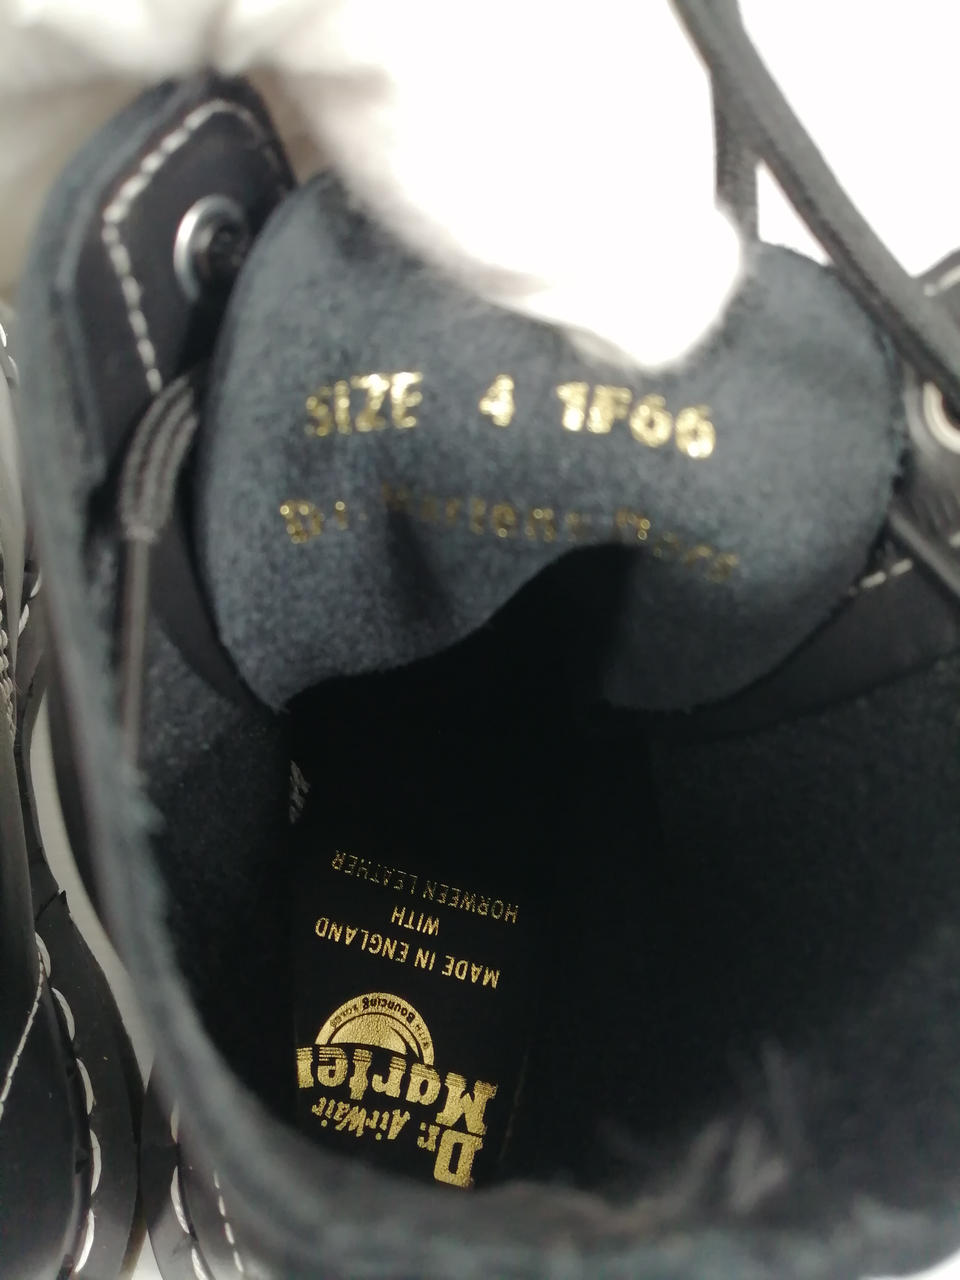 SIZE 4 1F66
Dr. Martens
Dr.
Martens
AirWair
WITH Bouncing SOLES
MADE IN ENGLAND
WITH
HORWEEN LEATHER